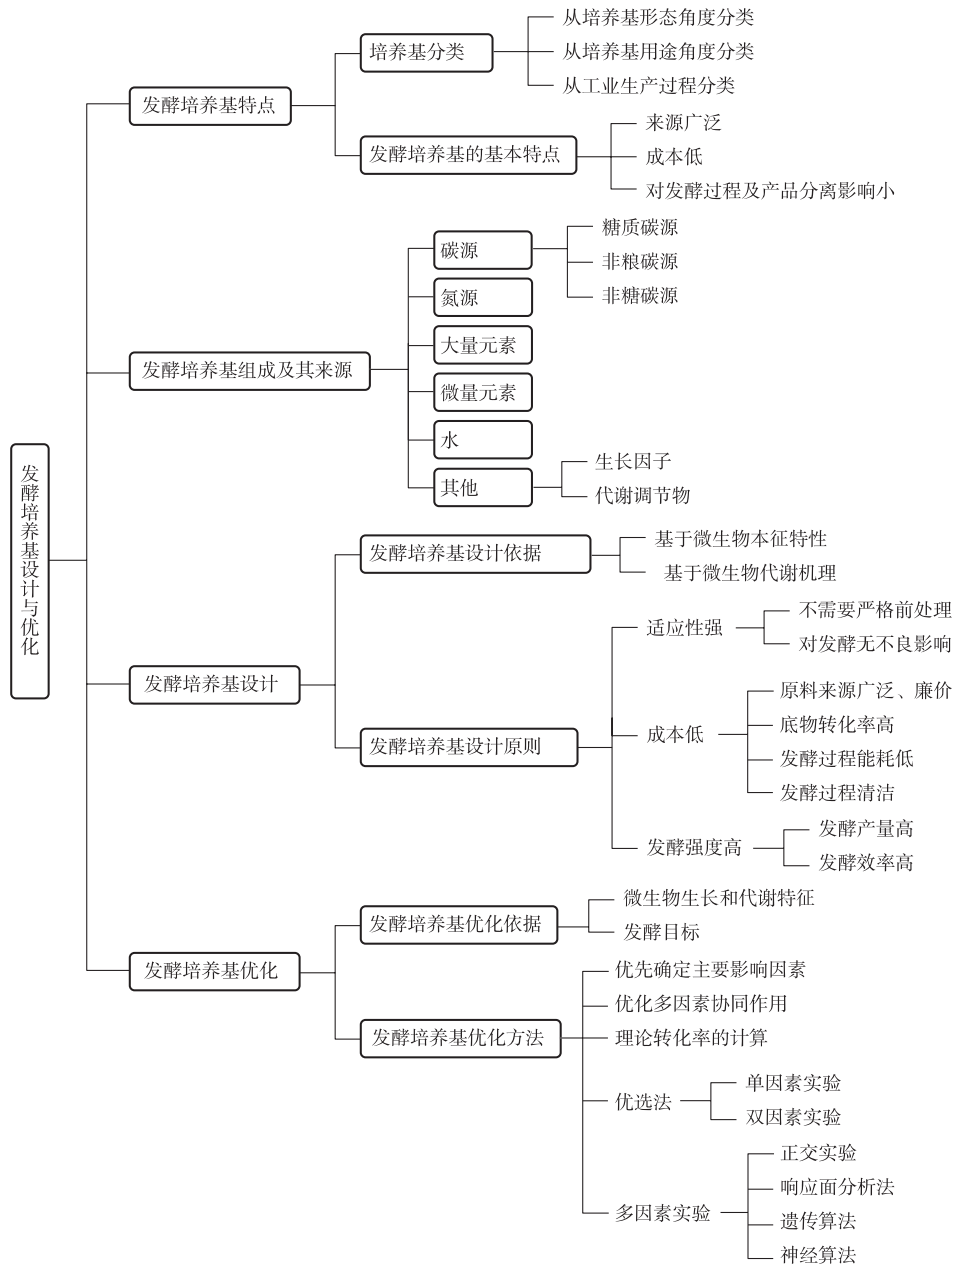 发酵培养基设计与优化
发酵培养基特点
培养基分类
从培养基形态角度分类
从培养基用途角度分类
从工业生产过程分类
发酵培养基的基本特点
来源广泛
成本低
对发酵过程及产品分离影响小
发酵培养基组成及其来源
碳源
糖质碳源
非粮碳源
非糖碳源
氮源
大量元素
微量元素
水
其他
生长因子
代谢调节物
发酵培养基设计
发酵培养基设计依据
基于微生物本征特性
基于微生物代谢机理
发酵培养基设计原则
适应性强
不需要严格前处理
对发酵无不良影响
成本低
原料来源广泛、廉价
底物转化率高
发酵过程能耗低
发酵过程清洁
发酵强度高
发酵产量高
发酵效率高
发酵培养基优化
发酵培养基优化依据
微生物生长和代谢特征
发酵目标
发酵培养基优化方法
优先确定主要影响因素
优化多因素协同作用
理论转化率的计算
优选法
单因素实验
双因素实验
多因素实验
正交实验
响应面分析法
遗传算法
神经算法